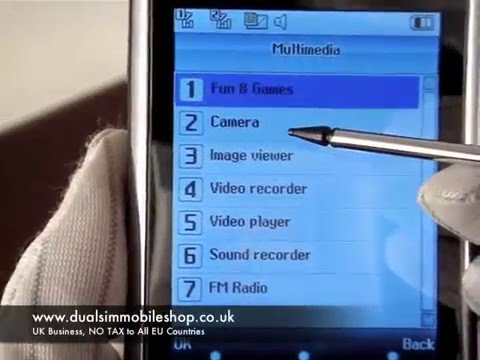 Multimedia
1 Fun & Games
2 Camera
3 Image viewer
4 Video recorder
5 Video player
6 Sound recorder
7 FM Radio
www.dualsimmobileshop.co.uk
UK Business, NO TAX to All EU Countries
OK Back